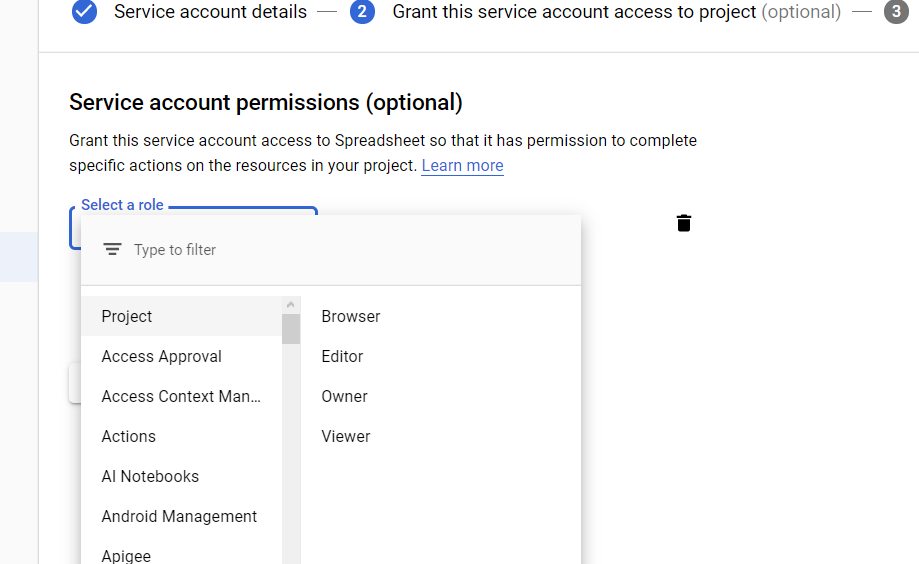 Service account details — 2 Grant this service account access to project (optional) — 3
Service account permissions (optional)
Grant this service account access to Spreadsheet so that it has permission to complete
specific actions on the resources in your project. Learn more
Select a role
Type to filter
Project
Access Approval
Access Context Man...
Actions
AI Notebooks
Android Management
Apigee
Browser
Editor
Owner
Viewer